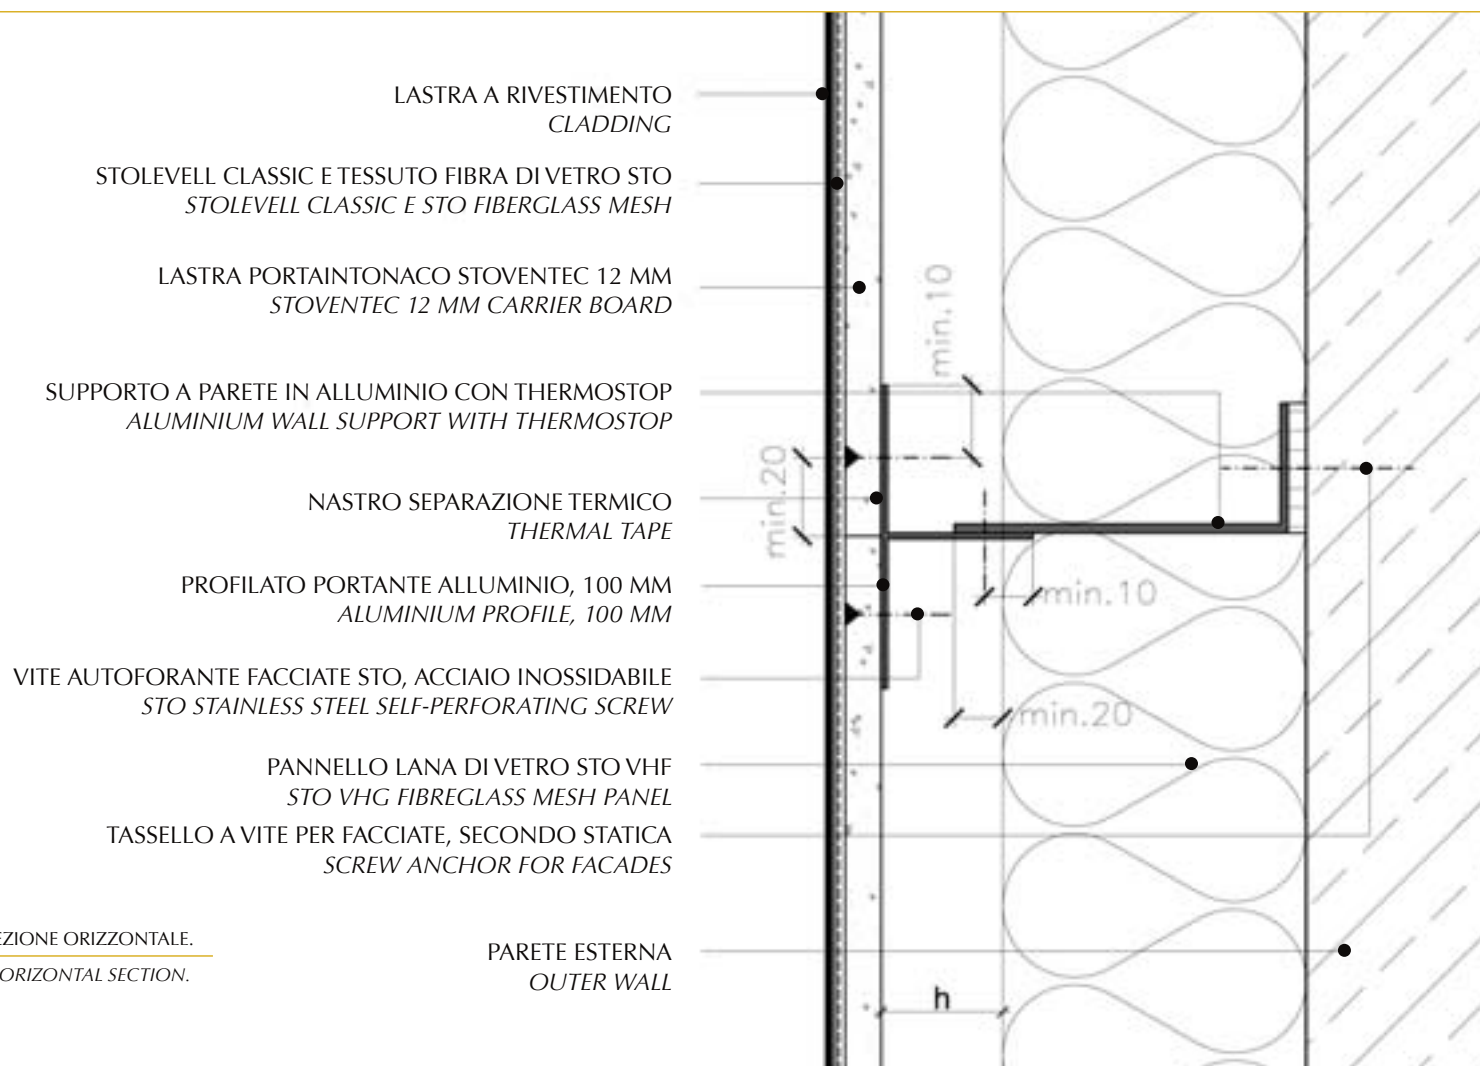 LASTRA A RIVESTIMENTO
CLADDING
STOLEVELL CLASSIC E TESSUTO FIBRA DI VETRO STO
STOLEVELL CLASSIC E STO FIBERGLASS MESH
LASTRA PORTAINTONACO STOVENTEC 12 MM
STOVENTEC 12 MM CARRIER BOARD
min.10
SUPPORTO A PARETE IN ALLUMINIO CON THERMOSTOP
ALUMINIUM WALL SUPPORT WITH THERMOSTOP
min.20
NASTRO SEPARAZIONE TERMICO
THERMAL TAPE
PROFILATO PORTANTE ALLUMINIO, 100 MM
ALUMINIUM PROFILE, 100 MM
min.10
VITE AUTOFORANTE FACCIATE STO, ACCIAIO INOSSIDABILE
STO STAINLESS STEEL SELF-PERFORATING SCREW
min.20
PANNELLO LANA DI VETRO STO VHF
STO VHG FIBREGLASS MESH PANEL
TASSELLO A VITE PER FACCIATE, SECONDO STATICA
SCREW ANCHOR FOR FACADES
EZIONE ORIZZONTALE.
ORIZONTAL SECTION.
PARETE ESTERNA
OUTER WALL
h